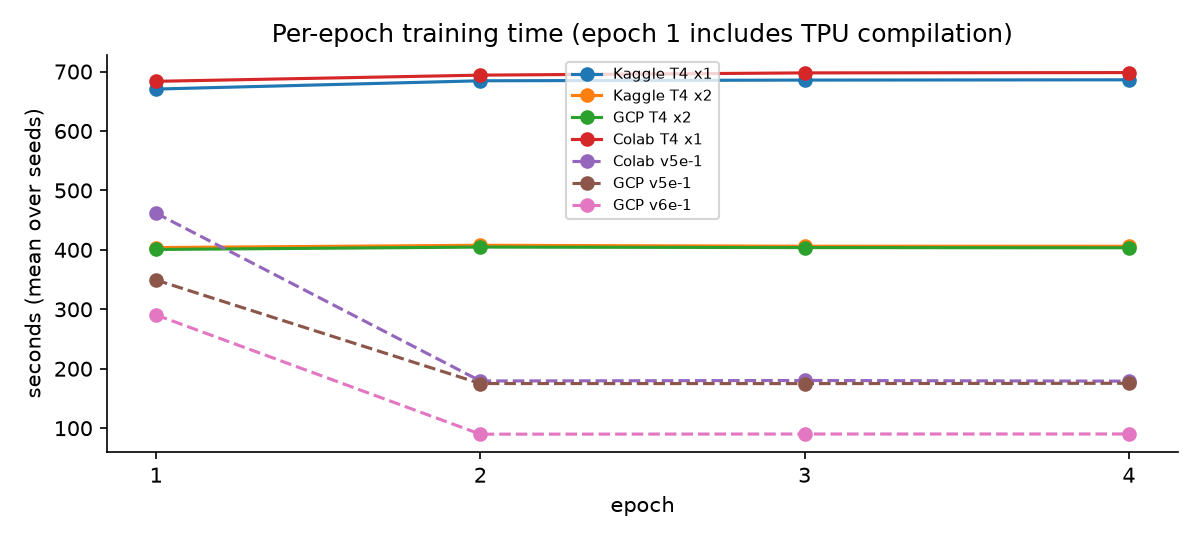 Per-epoch training time (epoch 1 includes TPU compilation)
seconds (mean over seeds)
700
600
500
400
300
200
100
Kaggle T4 x1
Kaggle T4 x2
GCP T4 x2
Colab T4 x1
Colab v5e-1
GCP v5e-1
GCP v6e-1
1 2 3 4
epoch